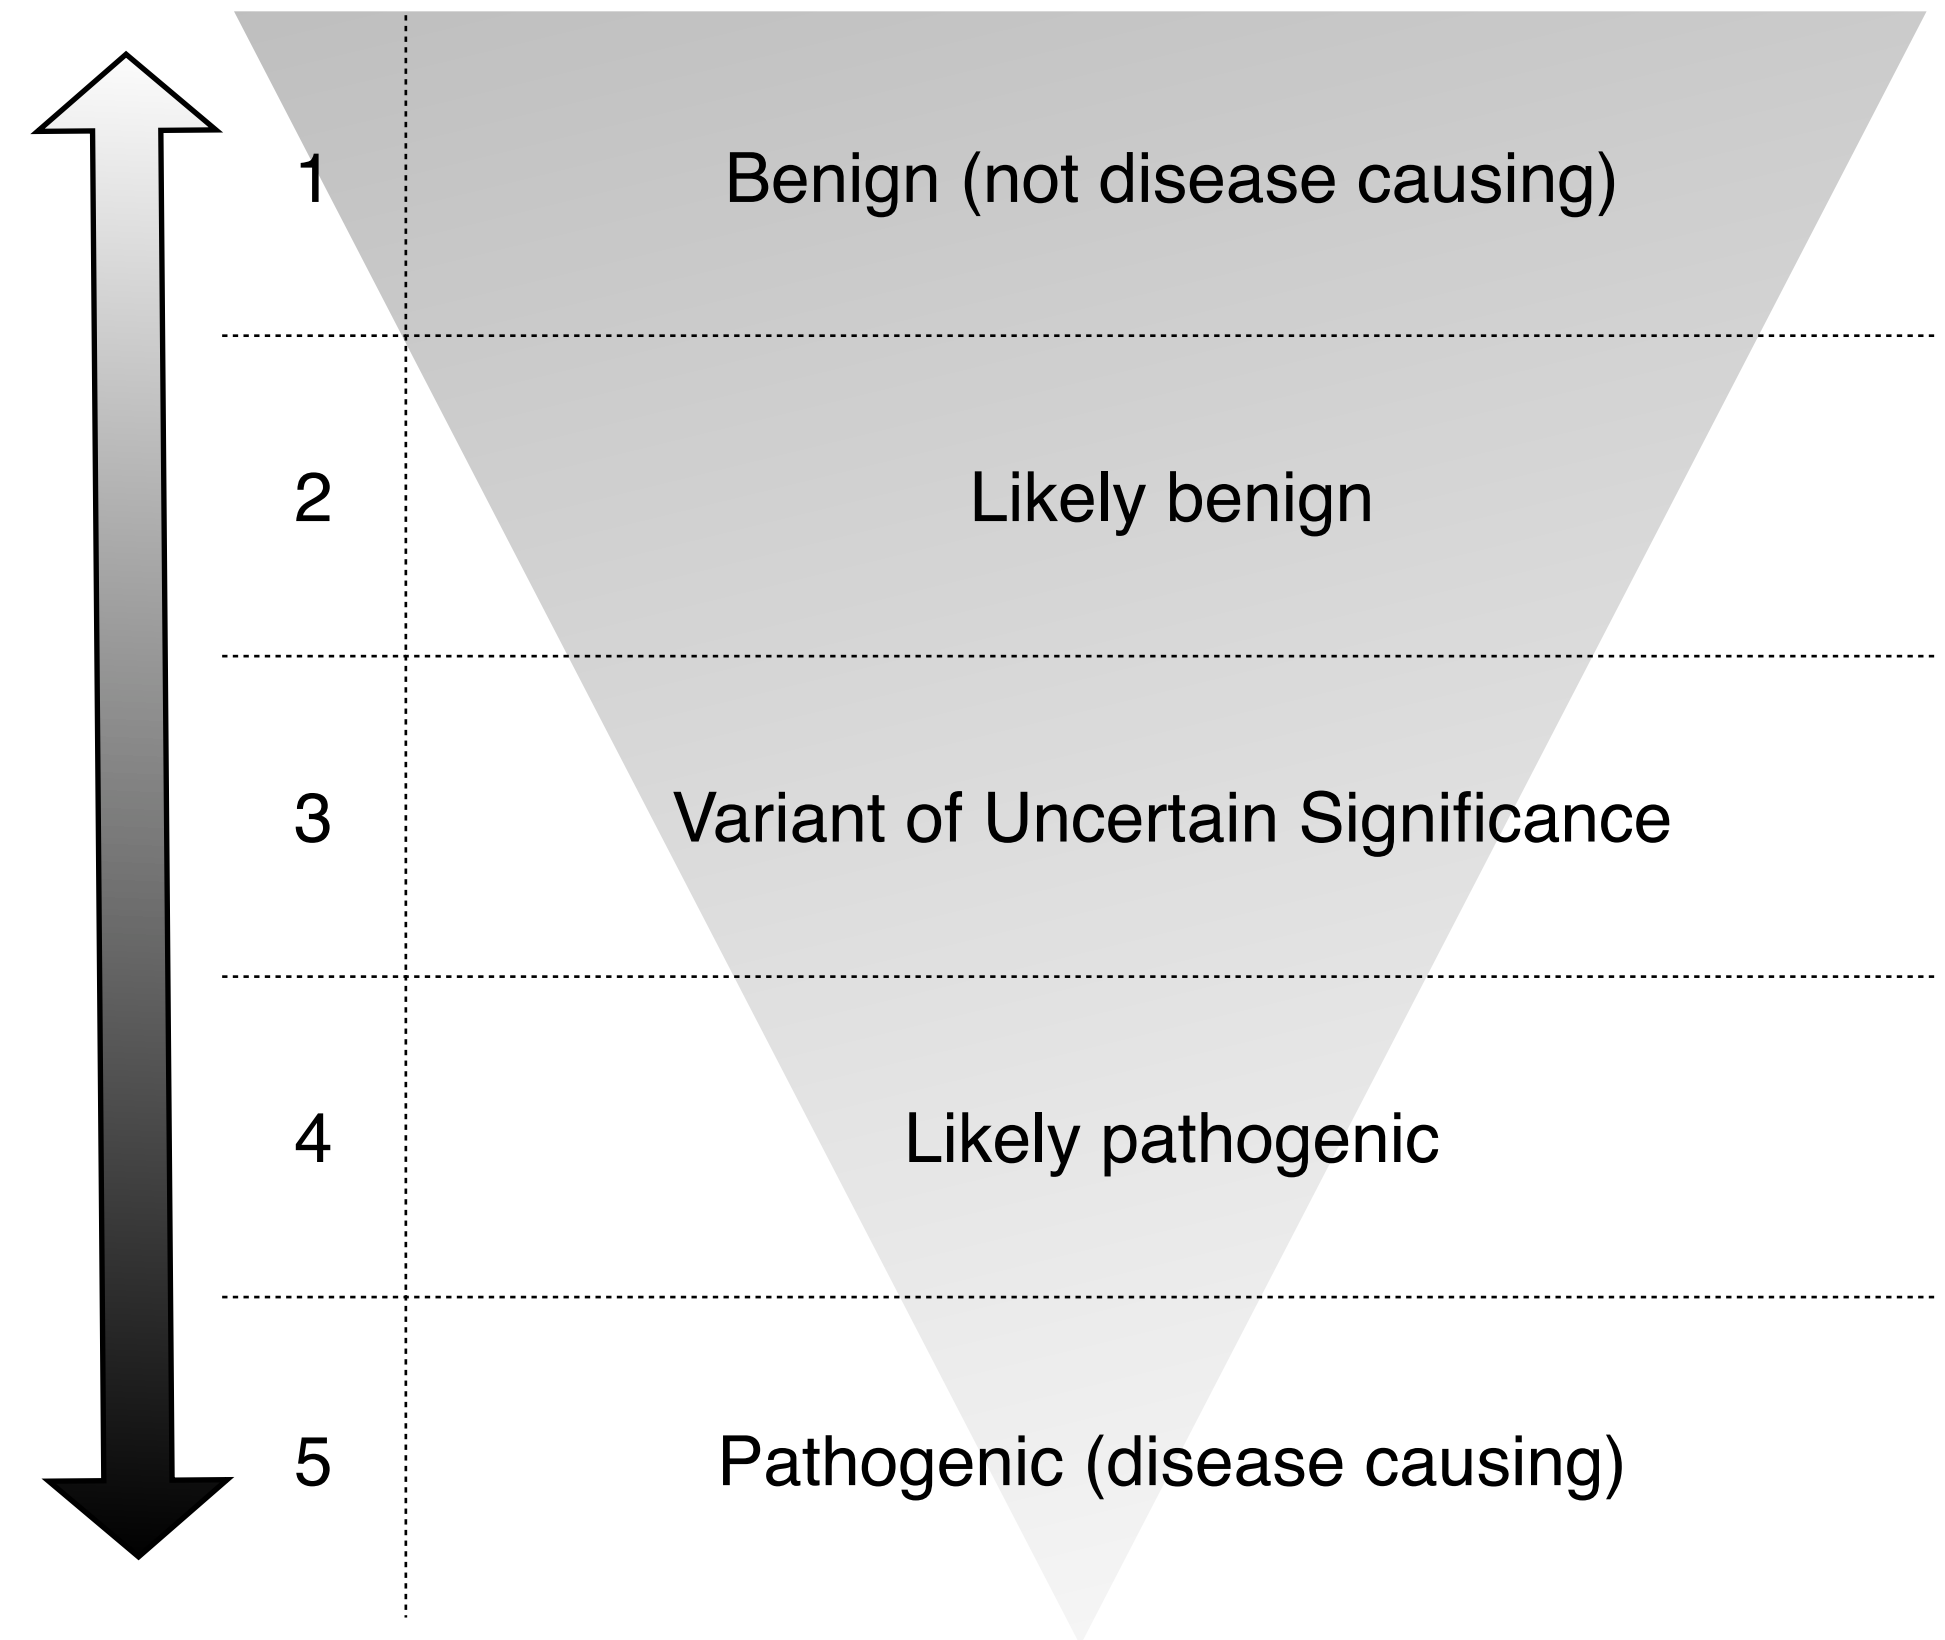 1 Benign (not disease causing)
2 Likely benign
3 Variant of Uncertain Significance
4 Likely pathogenic
5 Pathogenic (disease causing)